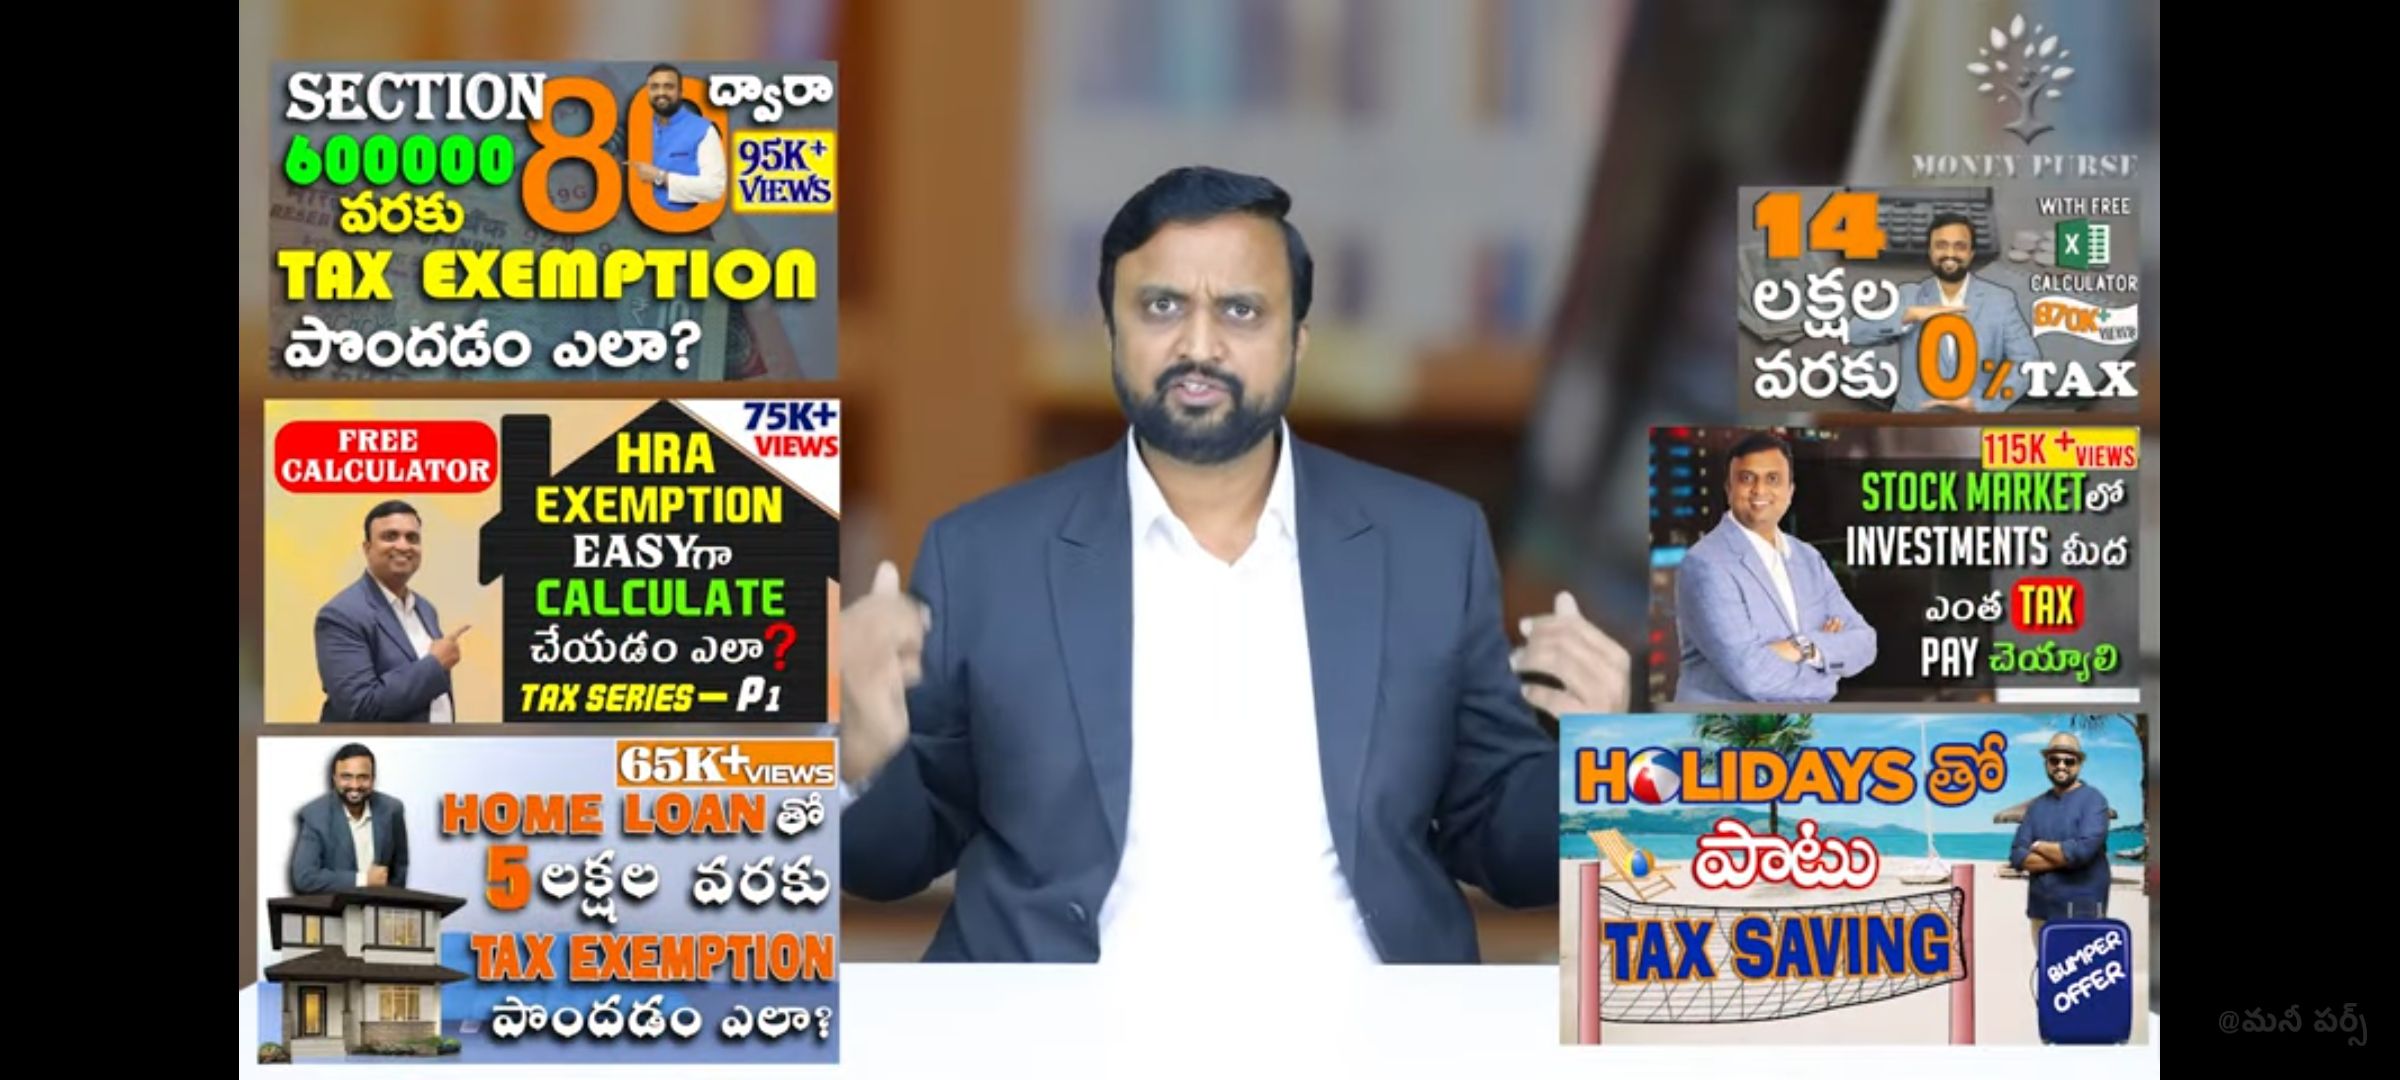 SECTION 80 ద్వారా
600000
95K+
VIEWS
వరకు
TAX EXEMPTION
పొందడం ఎలా?
FREE
CALCULATOR
75K+
VIEWS
HRA
EXEMPTION
EASYగా
CALCULATE
చేయడం ఎలా?
TAX SERIES – P1
65K+VIEWS
HOME LOAN తో
5 లక్షల వరకు
TAX EXEMPTION
పొందడం ఎలా?
MONEY PURSE
14
లక్షల
వరకు 0% TAX
WITH FREE
X
CALCULATOR
870K+
VIEWS
115K+ VIEWS
STOCK MARKETలో
INVESTMENTS మీద
ఎంత TAX
PAY చెయ్యాలి
HOLIDAYS తో
పాటు
TAX SAVING
BUMPER
OFFER
@మనీ పర్స్